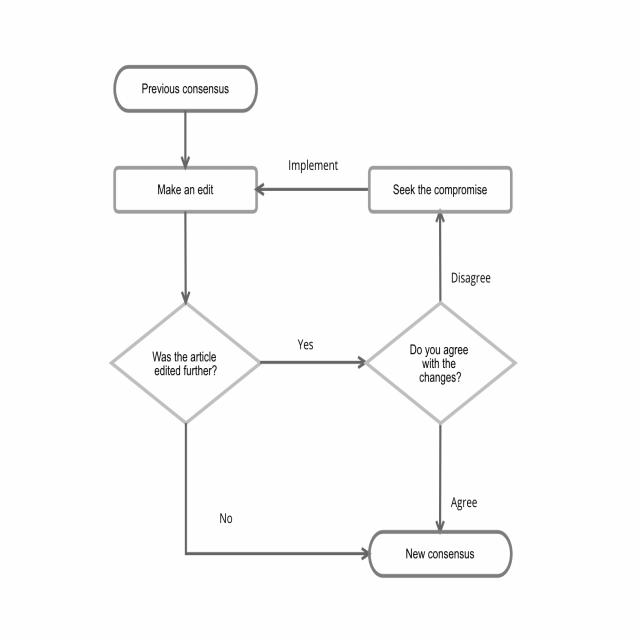 Previous consensus
Implement
Make an edit
Seek the compromise
Disagree
Was the article
edited further?
Yes
Do you agree
with the
changes?
Agree
No
New consensus